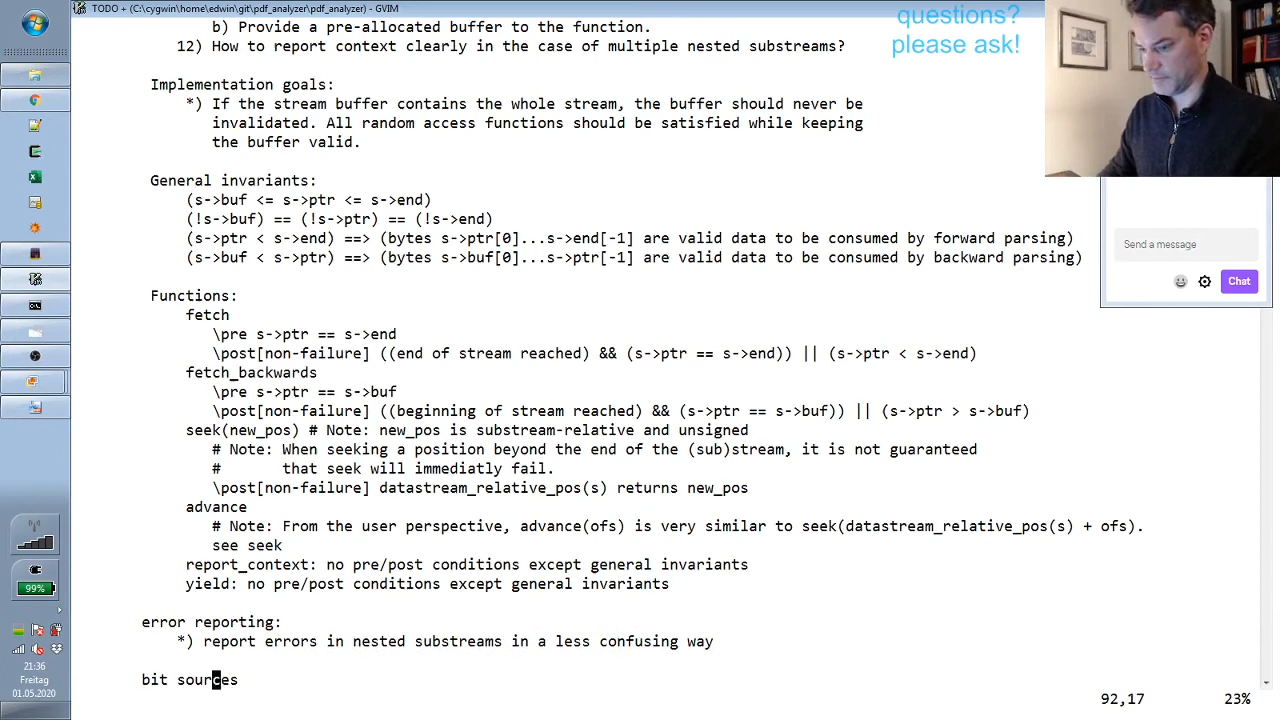 TODO + (C:\cygwin\home\edwin\git\pdf_analyzer\pdf_analyzer) - GVIM
b) Provide a pre-allocated buffer to the function.
12) How to report context clearly in the case of multiple nested substreams?
questions?
please ask!
Implementation goals:
*) If the stream buffer contains the whole stream, the buffer should never be
invalidated. All random access functions should be satisfied while keeping
the buffer valid.
General invariants:
(s->buf <= s->ptr <= s->end)
(!s->buf) == (!s->ptr) == (!s->end)
(s->ptr < s->end) ==> (bytes s->ptr[0]...s->end[-1] are valid data to be consumed by forward parsing)
(s->buf < s->ptr) ==> (bytes s->buf[0]...s->ptr[-1] are valid data to be consumed by backward parsing)
Send a message
Chat
Functions:
fetch
\pre s->ptr == s->end
\post[non-failure] ((end of stream reached) && (s->ptr == s->end)) || (s->ptr < s->end)
fetch_backwards
\pre s->ptr == s->buf
\post[non-failure] ((beginning of stream reached) && (s->ptr == s->buf)) || (s->ptr > s->buf)
seek(new_pos) # Note: new_pos is substream-relative and unsigned
# Note: When seeking a position beyond the end of the (sub)stream, it is not guaranteed
# that seek will immediatly fail.
\post[non-failure] datastream_relative_pos(s) returns new_pos
advance
# Note: From the user perspective, advance(ofs) is very similar to seek(datastream_relative_pos(s) + ofs).
see seek
report_context: no pre/post conditions except general invariants
yield: no pre/post conditions except general invariants
error reporting:
*) report errors in nested substreams in a less confusing way
bit sources
92,17 23%
99%
21:36
Freitag
01.05.2020